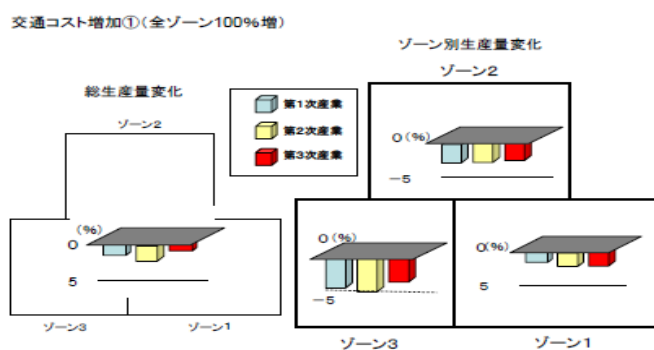 交通コスト増加①(全ゾーン100%増)
ゾーン別生産量変化
ゾーン2
総生産量変化
第1次産業
第2次産業
第3次産業
ゾーン2
0(%)
-5
(%)
0
5
0(%)
-5
0(%)
5
ゾーン3
ゾーン1
ゾーン3
ゾーン1